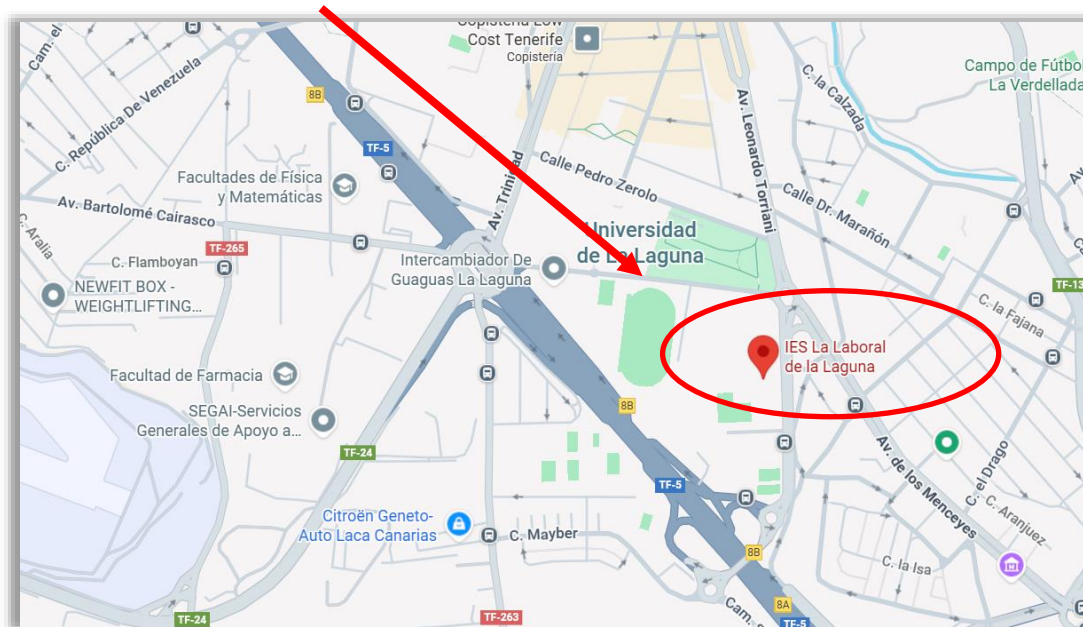 Copistería Low
Cost Tenerife
Copistería
Cam. el
Campo de Fútbol
La Verdellada
C. República De Venezuela
8B
TF-5
C. la Calzada
Av. Leonardo Torriani
Av. Trinidad
Calle Pedro Zerolo
Facultades de Física
y Matemáticas
Calle Dr. Marañón
Av. Bartolomé Cairasco
Universidad
de La Laguna
C. Aralia
TF-265
C. Flamboyan
Intercambiador De
Guaguas La Laguna
TF-13
NEWFIT BOX -
WEIGHTLIFTING...
C. la Fajana
IES La Laboral
de la Laguna
Facultad de Farmacia
8B
SEGAI-Servicios
Generales de Apoyo a...
TF-24
Av. de los Menceyes
C. el Drago
TF-5
C. Aranjuez
Citroën Geneto-
Auto Laca Canarias
C. Mayber
8B
C. la Isa
8A
Cam.
TF-24
TF-263
TF-5